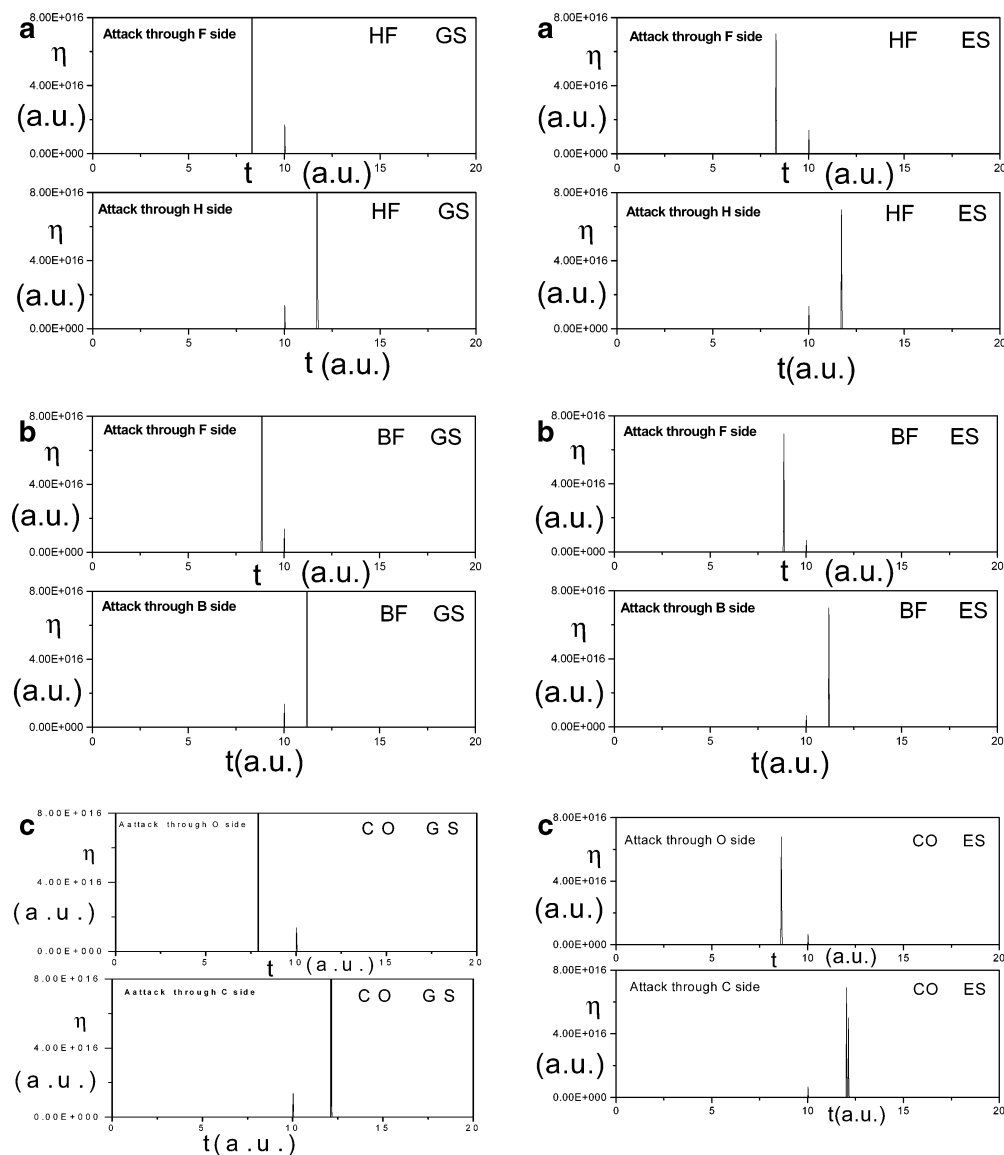 a
8.00E+016
Attack through F side
HF GS
η
4.00E+016
(a.u.)
0.00E+000
0 5 10 15 20
t (a.u.)
8.00E+016
Attack through H side
HF GS
η
4.00E+016
(a.u.)
0.00E+000
0 5 10 15 20
t (a.u.)
a
8.00E+016
Attack through F side
HF ES
η
4.00E+016
(a.u.)
0.00E+000
0 5 10 15 20
t (a.u.)
8.00E+016
Attack through H side
HF ES
η
4.00E+016
(a.u.)
0.00E+000
0 5 10 15 20
t(a.u.)
b
8.00E+016
Attack through F side
BF GS
η
4.00E+016
(a.u.)
0.00E+000
0 5 10 15 20
t (a.u.)
8.00E+016
Attack through B side
BF GS
η
4.00E+016
(a.u.)
0.00E+000
0 5 10 15 20
t(a.u.)
b
8.00E+016
Attack through F side
BF ES
η
4.00E+016
(a.u.)
0.00E+000
0 5 10 15 20
t (a.u.)
8.00E+016
Attack through B side
BF ES
η
4.00E+016
(a.u.)
0.00E+000
0 5 10 15 20
t(a.u.)
c
8.00E+016
Aattack through O side
CO GS
η
4.00E+016
(a.u.)
0.00E+000
0 5 10 15 20
t (a.u.)
8.00E+016
Aattack through C side
CO GS
η
4.00E+016
(a.u.)
0.00E+000
0 5 10 15 20
t(a.u.)
c
8.00E+016
Attack through O side
CO ES
η
4.00E+016
(a.u.)
0.00E+000
0 5 10 15 20
t (a.u.)
8.00E+016
Attack through C side
CO ES
η
4.00E+016
(a.u.)
0.00E+000
0 5 10 15 20
t(a.u.)